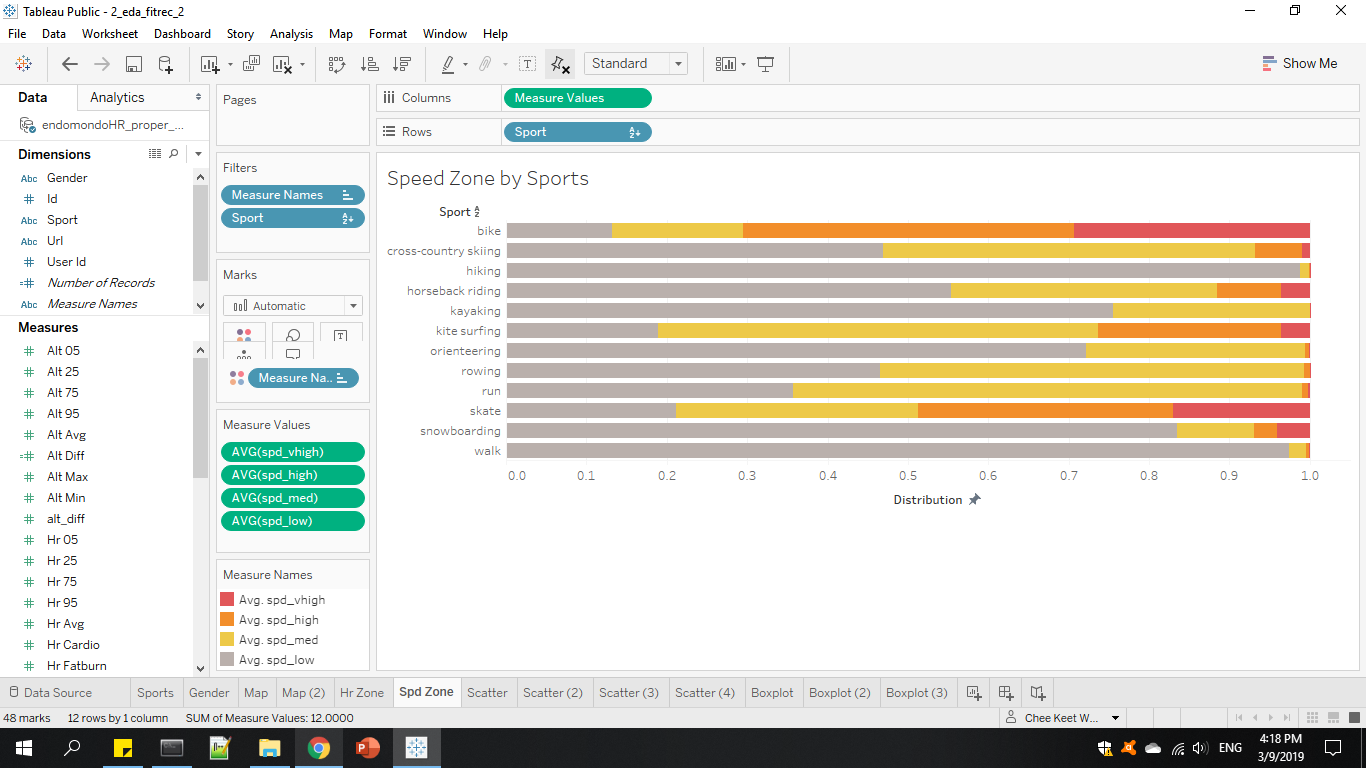 Tableau Public - 2_eda_fitrec_2
File Data Worksheet Dashboard Story Analysis Map Format Window Help
Standard
Show Me
Data Analytics
endomondoHR_proper_...
Dimensions
Abc Gender
Id
Abc Sport
Abc Url
User Id
Number of Records
Abc Measure Names
Measures
Alt 05
Alt 25
Alt 75
Alt 95
Alt Avg
Alt Diff
Alt Max
Alt Min
alt_diff
Hr 05
Hr 25
Hr 75
Hr 95
Hr Avg
Hr Cardio
Hr Fatburn
Pages
Filters
Measure Names
Sport
Marks
Automatic
Measure Na..
Measure Values
AVG(spd_vhigh)
AVG(spd_high)
AVG(spd_med)
AVG(spd_low)
Measure Names
Avg. spd_vhigh
Avg. spd_high
Avg. spd_med
Avg. spd_low
Columns Measure Values
Rows Sport
Speed Zone by Sports
Sport
bike
cross-country skiing
hiking
horseback riding
kayaking
kite surfing
orienteering
rowing
run
skate
snowboarding
walk
0.0 0.1 0.2 0.3 0.4 0.5 0.6 0.7 0.8 0.9 1.0
Distribution
Data Source Sports Gender Map Map (2) Hr Zone Spd Zone Scatter Scatter (2) Scatter (3) Scatter (4) Boxplot Boxplot (2) Boxplot (3)
48 marks 12 rows by 1 column SUM of Measure Values: 12.0000
Chee Keet W...
ENG
4:18 PM
3/9/2019